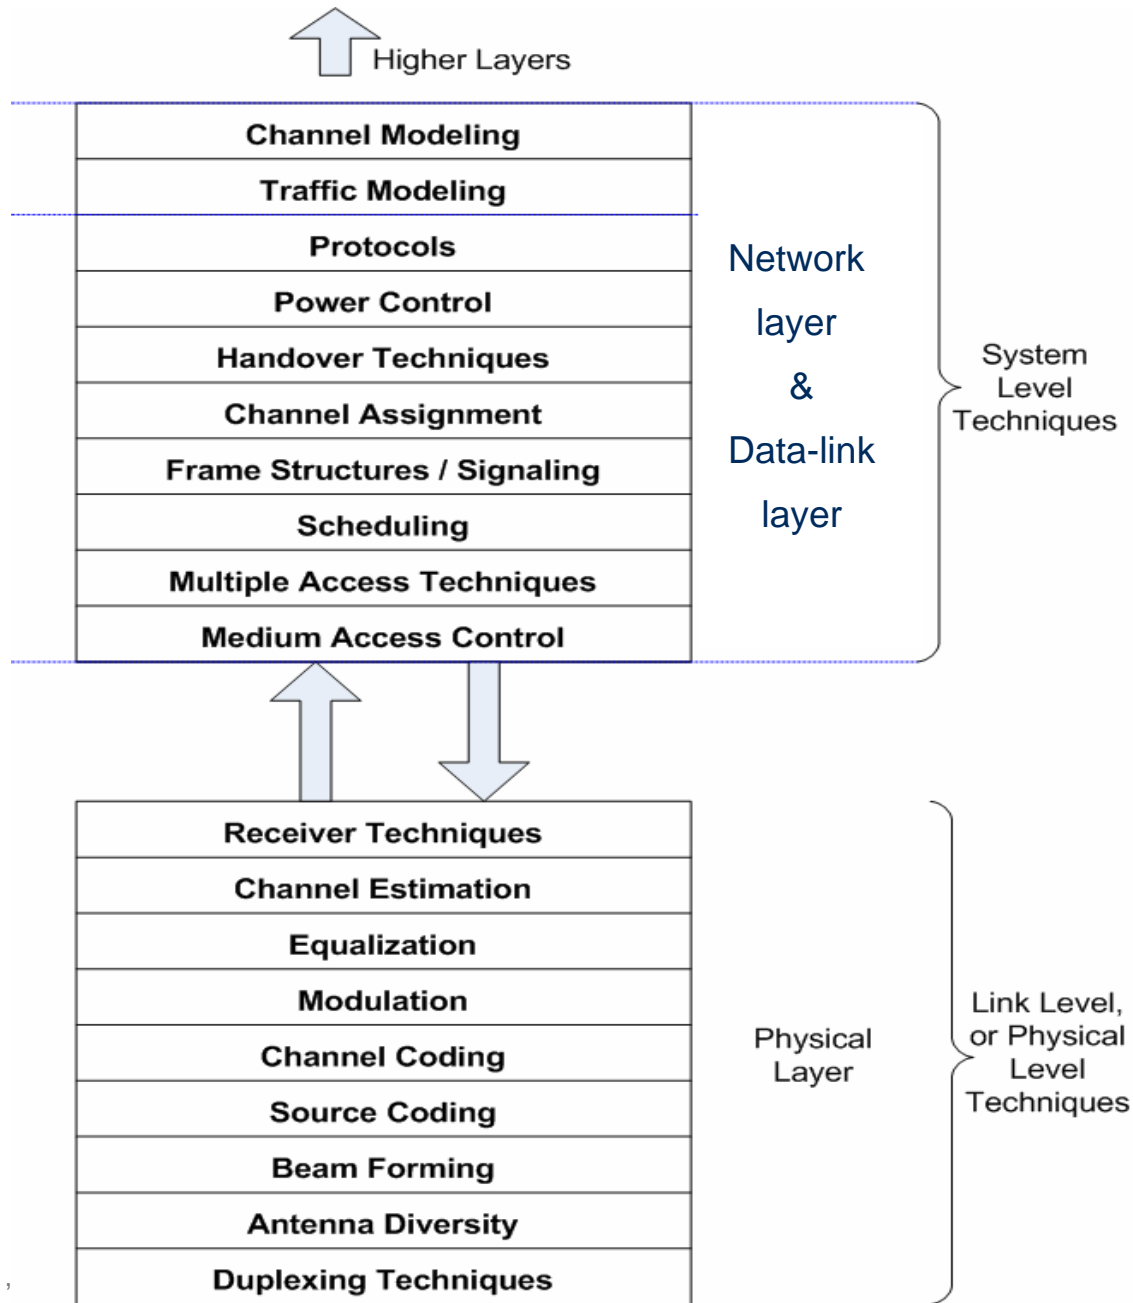 Higher Layers
Channel Modeling
Traffic Modeling
Protocols
Power Control
Handover Techniques
Channel Assignment
Frame Structures / Signaling
Scheduling
Multiple Access Techniques
Medium Access Control
Network
layer
&
Data-link
layer
System
Level
Techniques
Receiver Techniques
Channel Estimation
Equalization
Modulation
Channel Coding
Source Coding
Beam Forming
Antenna Diversity
Duplexing Techniques
Physical
Layer
Link Level,
or Physical
Level
Techniques
,